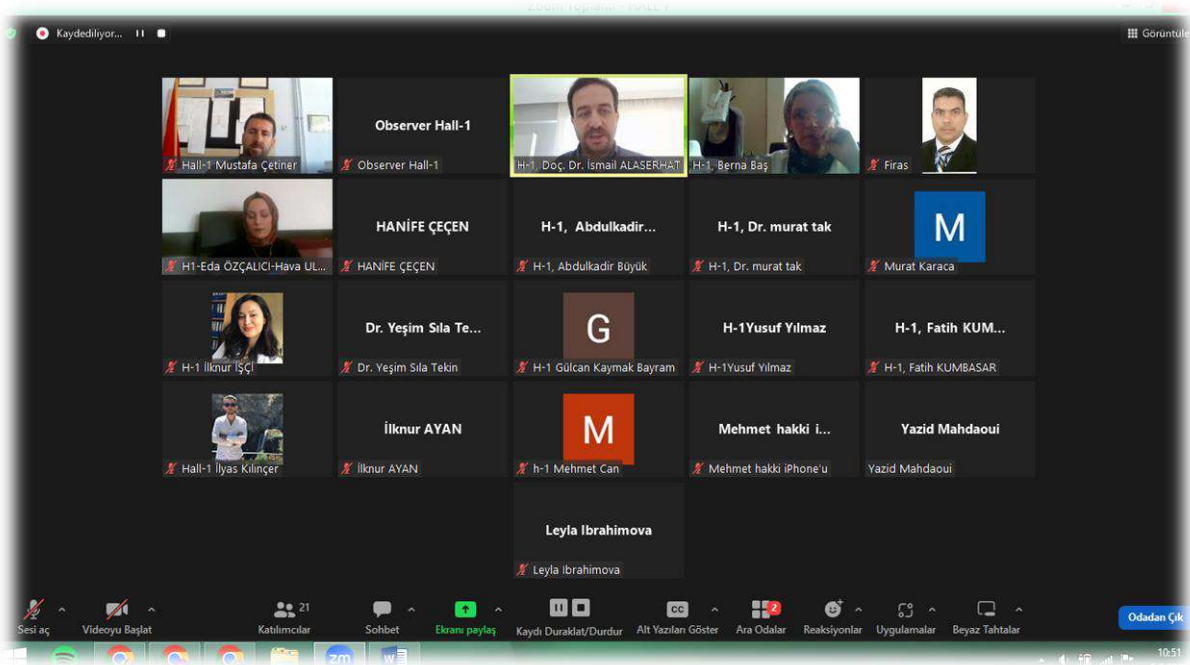 Zoom Toplantı - HALL 1
Kaydediliyor...
Görüntüle
Hall-1 Mustafa Çetiner
Observer Hall-1
Observer Hall-1
H-1, Doç. Dr. İsmail ALASERHAT
H-1, Berna Baş
Firas
H1-Eda ÖZÇALICI-Hava UL...
HANİFE ÇEÇEN
HANİFE ÇEÇEN
H-1, Abdulkadir...
H-1, Abdulkadir Büyük
H-1, Dr. murat tak
H-1, Dr. murat tak
M
Murat Karaca
H-1 İlknur İŞÇİ
Dr. Yeşim Sıla Te...
Dr. Yeşim Sıla Tekin
G
H-1 Gülcan Kaymak Bayram
H-1Yusuf Yılmaz
H-1Yusuf Yılmaz
H-1, Fatih KUM...
H-1, Fatih KUMBASAR
Hall-1 İlyas Kılınçer
İlknur AYAN
İlknur AYAN
M
h-1 Mehmet Can
Mehmet hakki i...
Mehmet hakki iPhone'u
Yazid Mahdaoui
Yazid Mahdaoui
Leyla Ibrahimova
Leyla Ibrahimova
Sesi aç
Videoyu Başlat
21
Katılımcılar
Sohbet
Ekranı paylaş
Kaydı Duraklat/Durdur
CC
Alt Yazıları Göster
2
Ara Odalar
Reaksiyonlar
Uygulamalar
Beyaz Tahtalar
Odadan Çık
zm
W
10:51